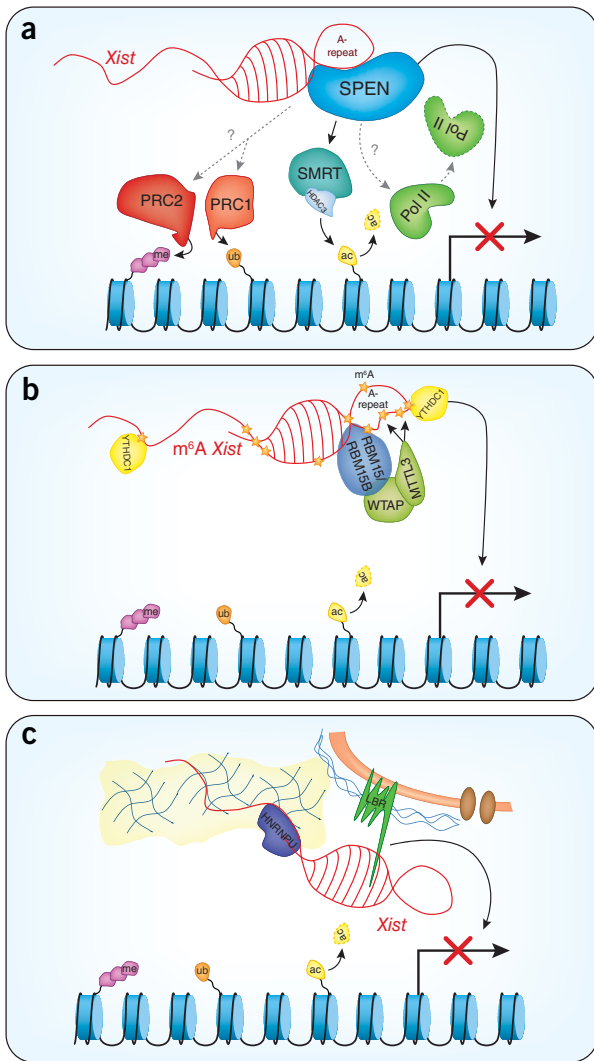 a
Xist
A-
repeat
SPEN
?
?
Pol II
PRC2
PRC1
SMRT
HDAC3
Pol II
ac
me
ub
ac
b
m⁶A
A-
repeat
YTHDC1
YTHDC1
m⁶A Xist
RBM15/
RBM15B
MTTL3
WTAP
ac
me
ub
ac
c
LBR
HNRNPU
Xist
ac
me
ub
ac